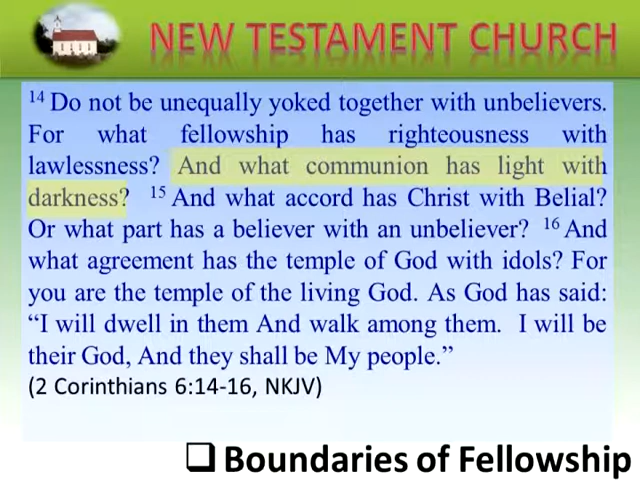 NEW TESTAMENT CHURCH
14 Do not be unequally yoked together with unbelievers.
For what fellowship has righteousness with
lawlessness? And what communion has light with
darkness? 15 And what accord has Christ with Belial?
Or what part has a believer with an unbeliever? 16 And
what agreement has the temple of God with idols? For
you are the temple of the living God. As God has said:
“I will dwell in them And walk among them. I will be
their God, And they shall be My people.”
(2 Corinthians 6:14-16, NKJV)
❑ Boundaries of Fellowship